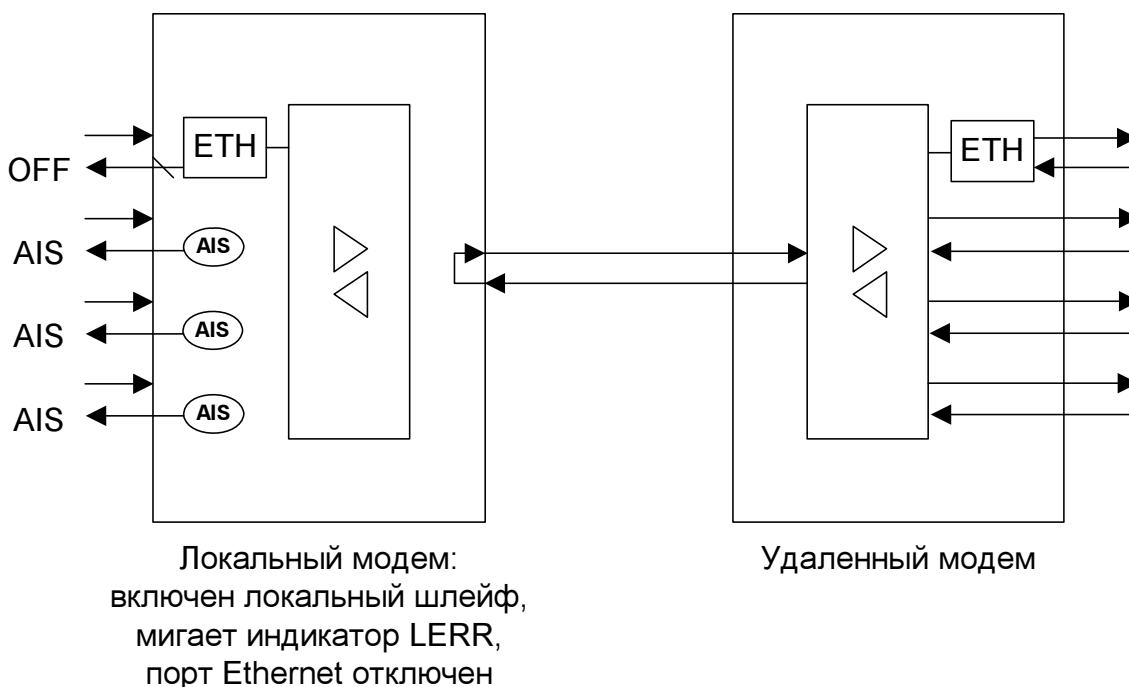 ETH
ETH
OFF
AIS
AIS
AIS
AIS
AIS
AIS
Локальный модем:
включен локальный шлейф,
мигает индикатор LERR,
порт Ethernet отключен
Удаленный модем